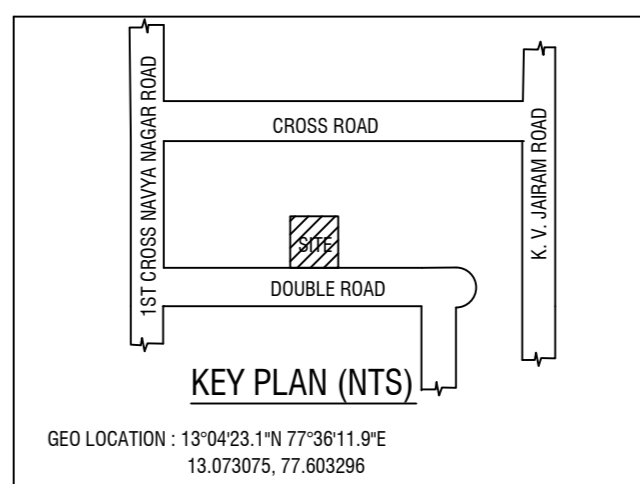 1ST CROSS NAVYA NAGAR ROAD
CROSS ROAD
K. V. JAIRAM ROAD
SITE
DOUBLE ROAD
KEY PLAN (NTS)
GEO LOCATION : 13°04'23.1"N 77°36'11.9"E
13.073075, 77.603296